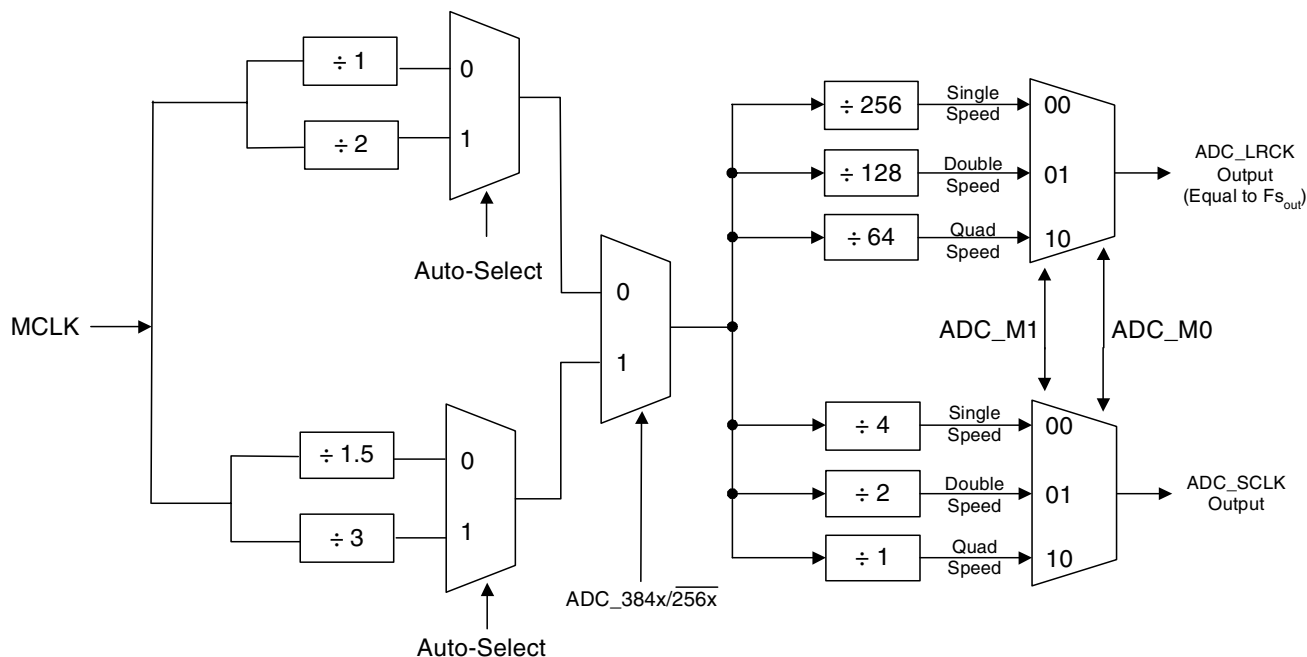 ÷ 1
0
÷ 2
1
Auto-Select
MCLK
÷ 1.5
0
÷ 3
1
Auto-Select
0
1
ADC_384x/256x
÷ 256
Single
Speed
00
÷ 128
Double
Speed
01
÷ 64
Quad
Speed
10
ADC_LRCK
Output
(Equal to Fsout)
ADC_M1
ADC_M0
÷ 4
Single
Speed
00
÷ 2
Double
Speed
01
÷ 1
Quad
Speed
10
ADC_SCLK
Output